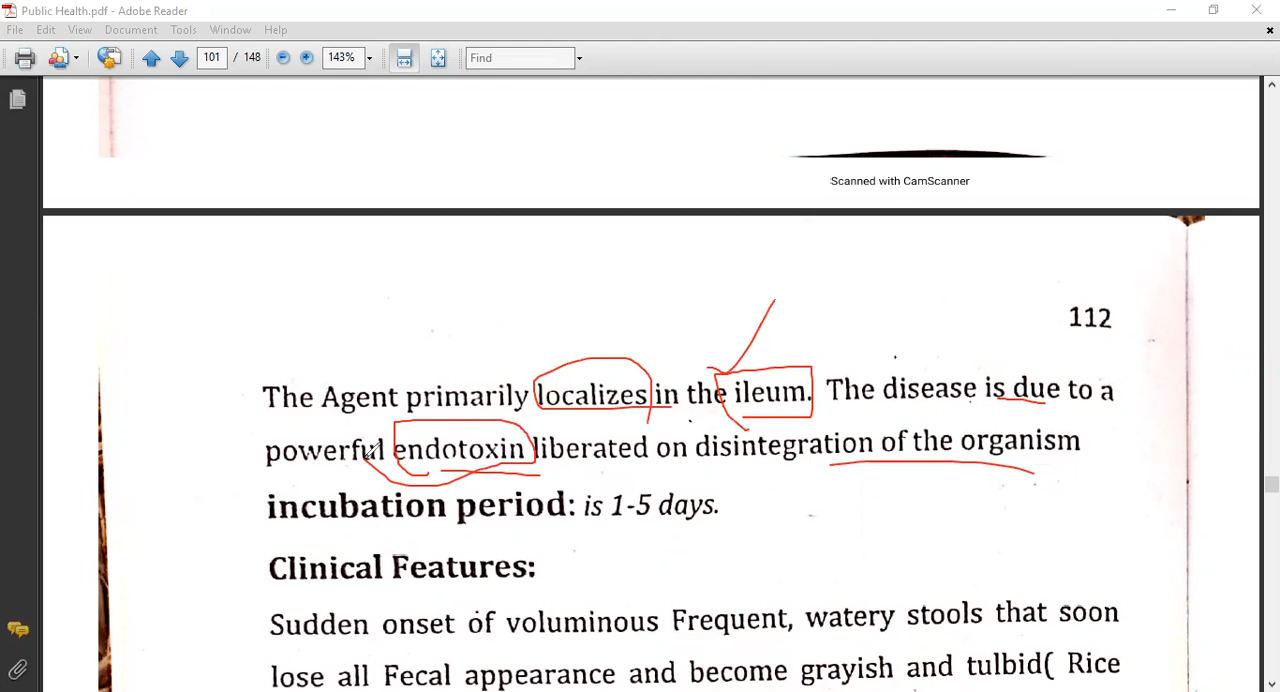 Public Health.pdf - Adobe Reader
File Edit View Document Tools Window Help
101 / 148 143% Find
Scanned with CamScanner
112
The Agent primarily localizes in the ileum. The disease is due to a
powerful endotoxin liberated on disintegration of the organism
incubation period: is 1-5 days.
Clinical Features:
Sudden onset of voluminous Frequent, watery stools that soon
lose all Fecal appearance and become grayish and tulbid( Rice